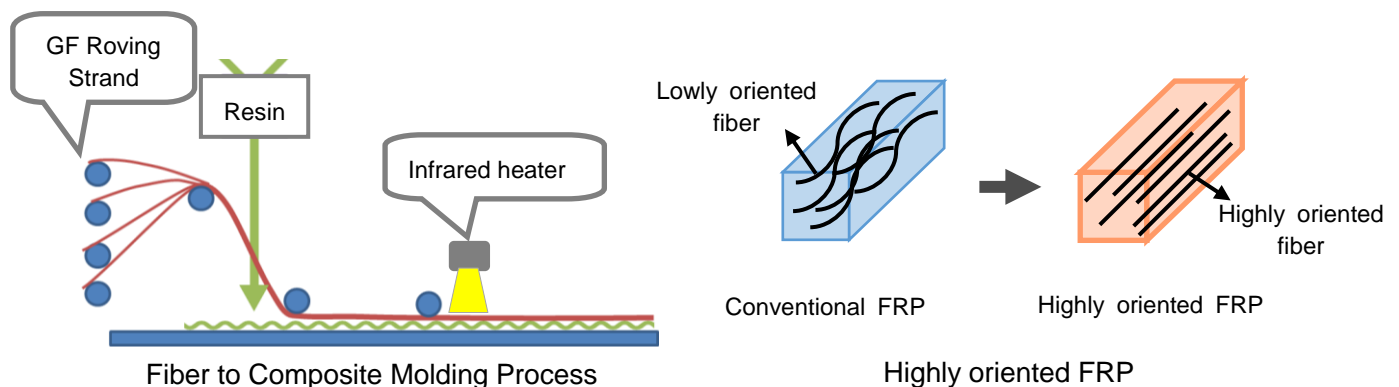 GF Roving
Strand
Resin
Infrared heater
Fiber to Composite Molding Process
Lowly oriented
fiber
Highly oriented
fiber
Conventional FRP
Highly oriented FRP
Highly oriented FRP